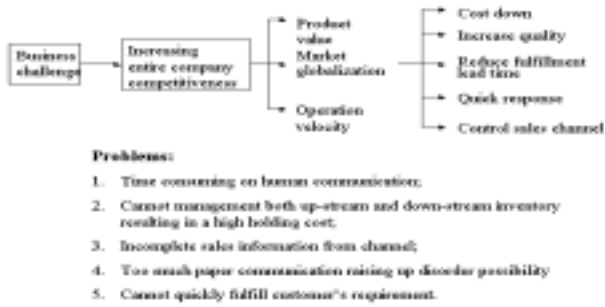 Business
challenge
Increasing
entire company
competitiveness
Product
value
Market
globalization
Operation
velocity
Cost down
Increase quality
Reduce fulfillment
lead time
Quick response
Control sales channel
Problems:
1. Time consuming on human communication;
2. Cannot management both up-stream and down-stream inventory
resulting in a high holding cost;
3. Incomplete sales information from channel;
4. Too much paper communication raising up disorder possibility
5. Cannot quickly fulfill customer's requirement.